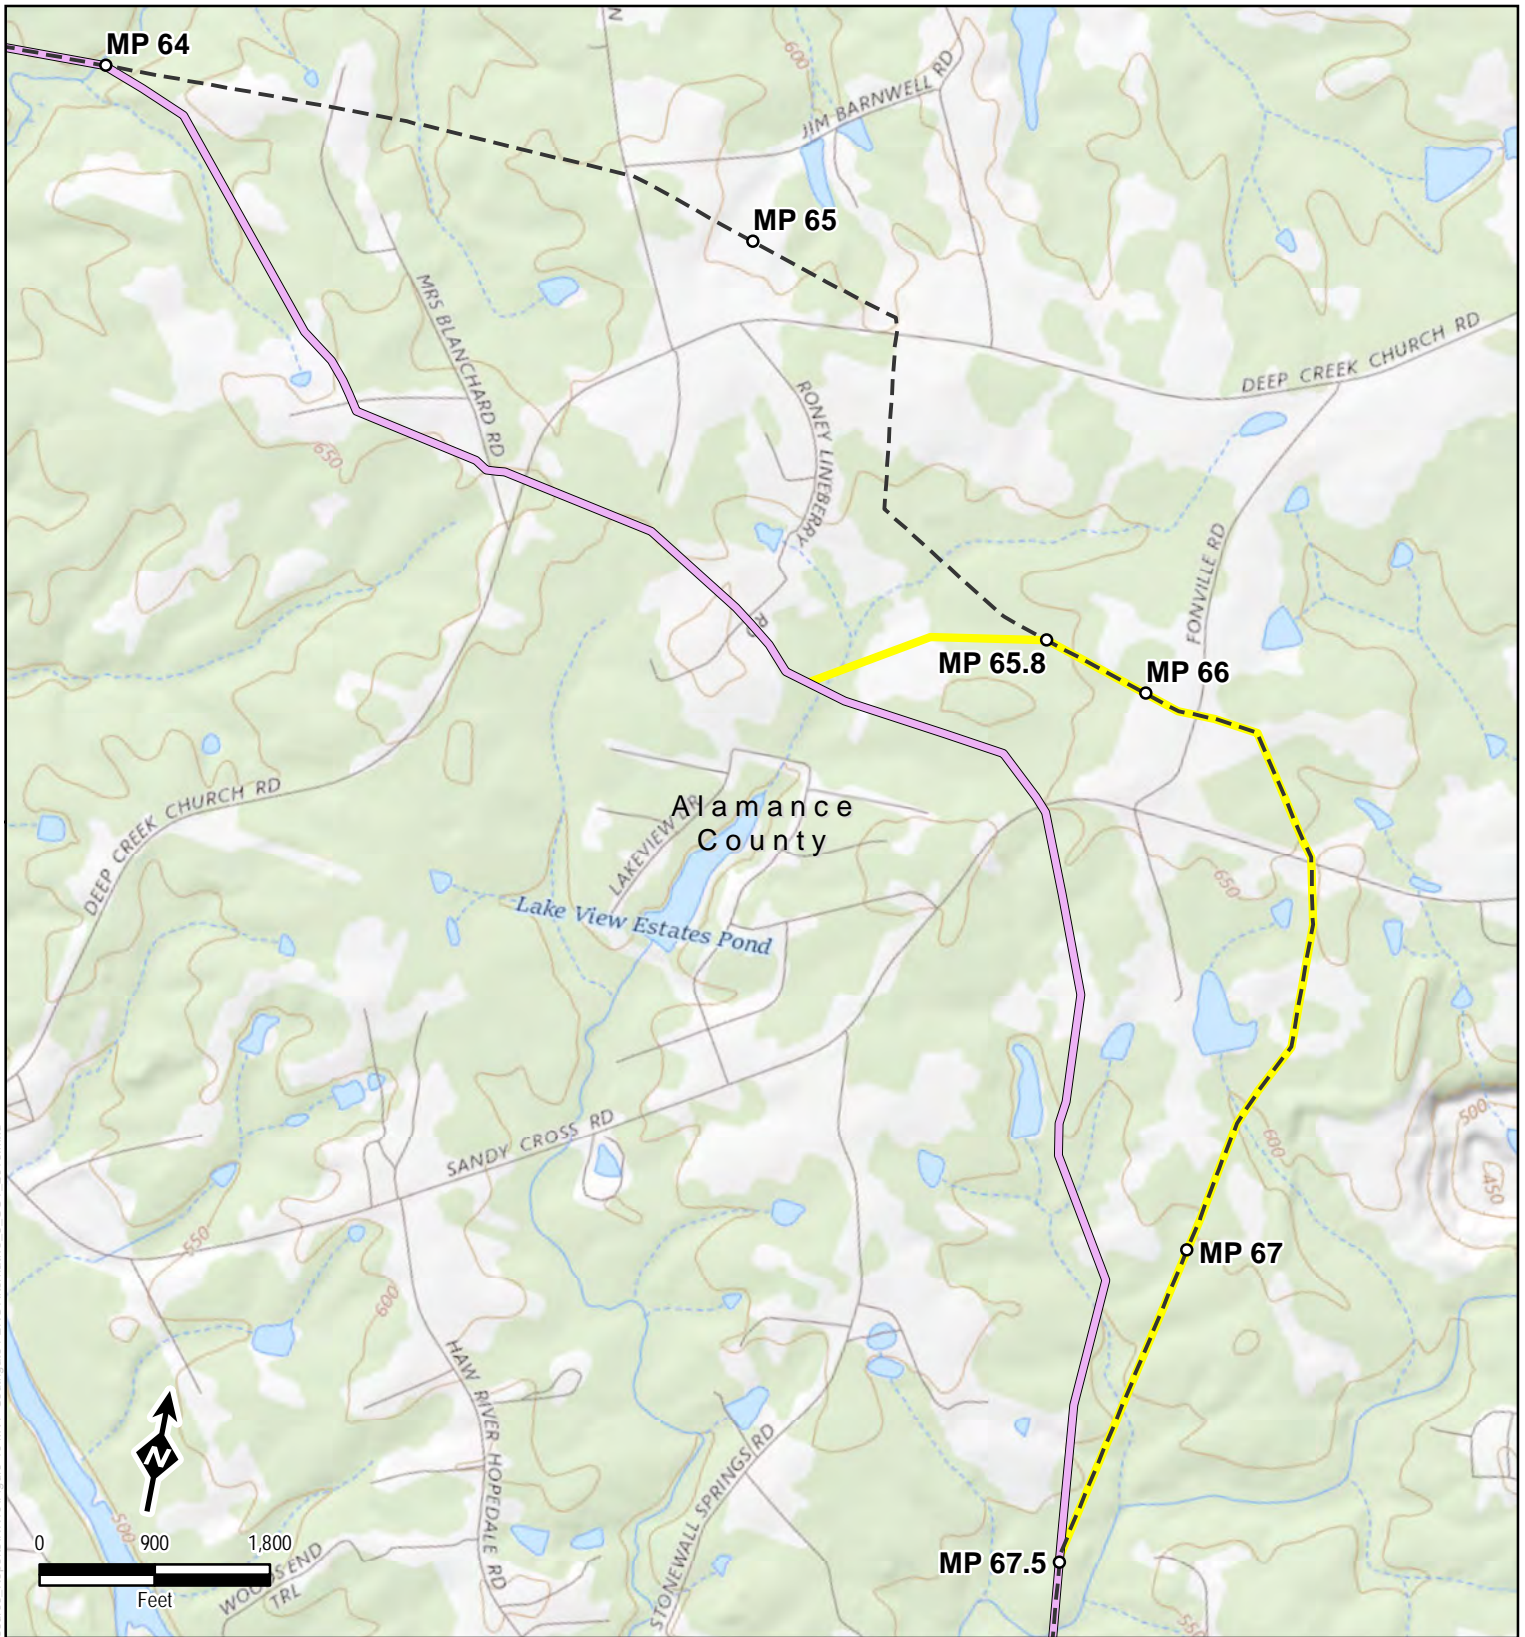 MP 64
N
600
JIM BARNWELL RD
MP 65
MRS BLANCHARD RD
DEEP CREEK CHURCH RD
RONEY LINEBERRY
RD
650
FONVILLE RD
MP 65.8
MP 66
Alamance
County
LAKEVIEW DR
DEEP CREEK CHURCH RD
650
Lake View Estates Pond
500
450
600
SANDY CROSS RD
550
MP 67
600
HAW RIVER HOPEDALE RD
STONEWALL SPRINGS RD
N
0 900 1,800
Feet
500
WOODS END
TRL
MP 67.5
550